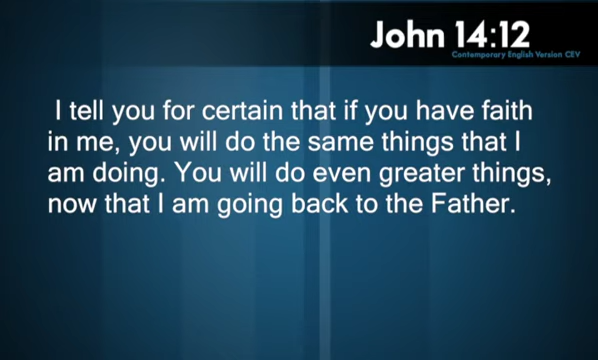 John 14:12
Contemporary English Version CEV
I tell you for certain that if you have faith
in me, you will do the same things that I
am doing. You will do even greater things,
now that I am going back to the Father.